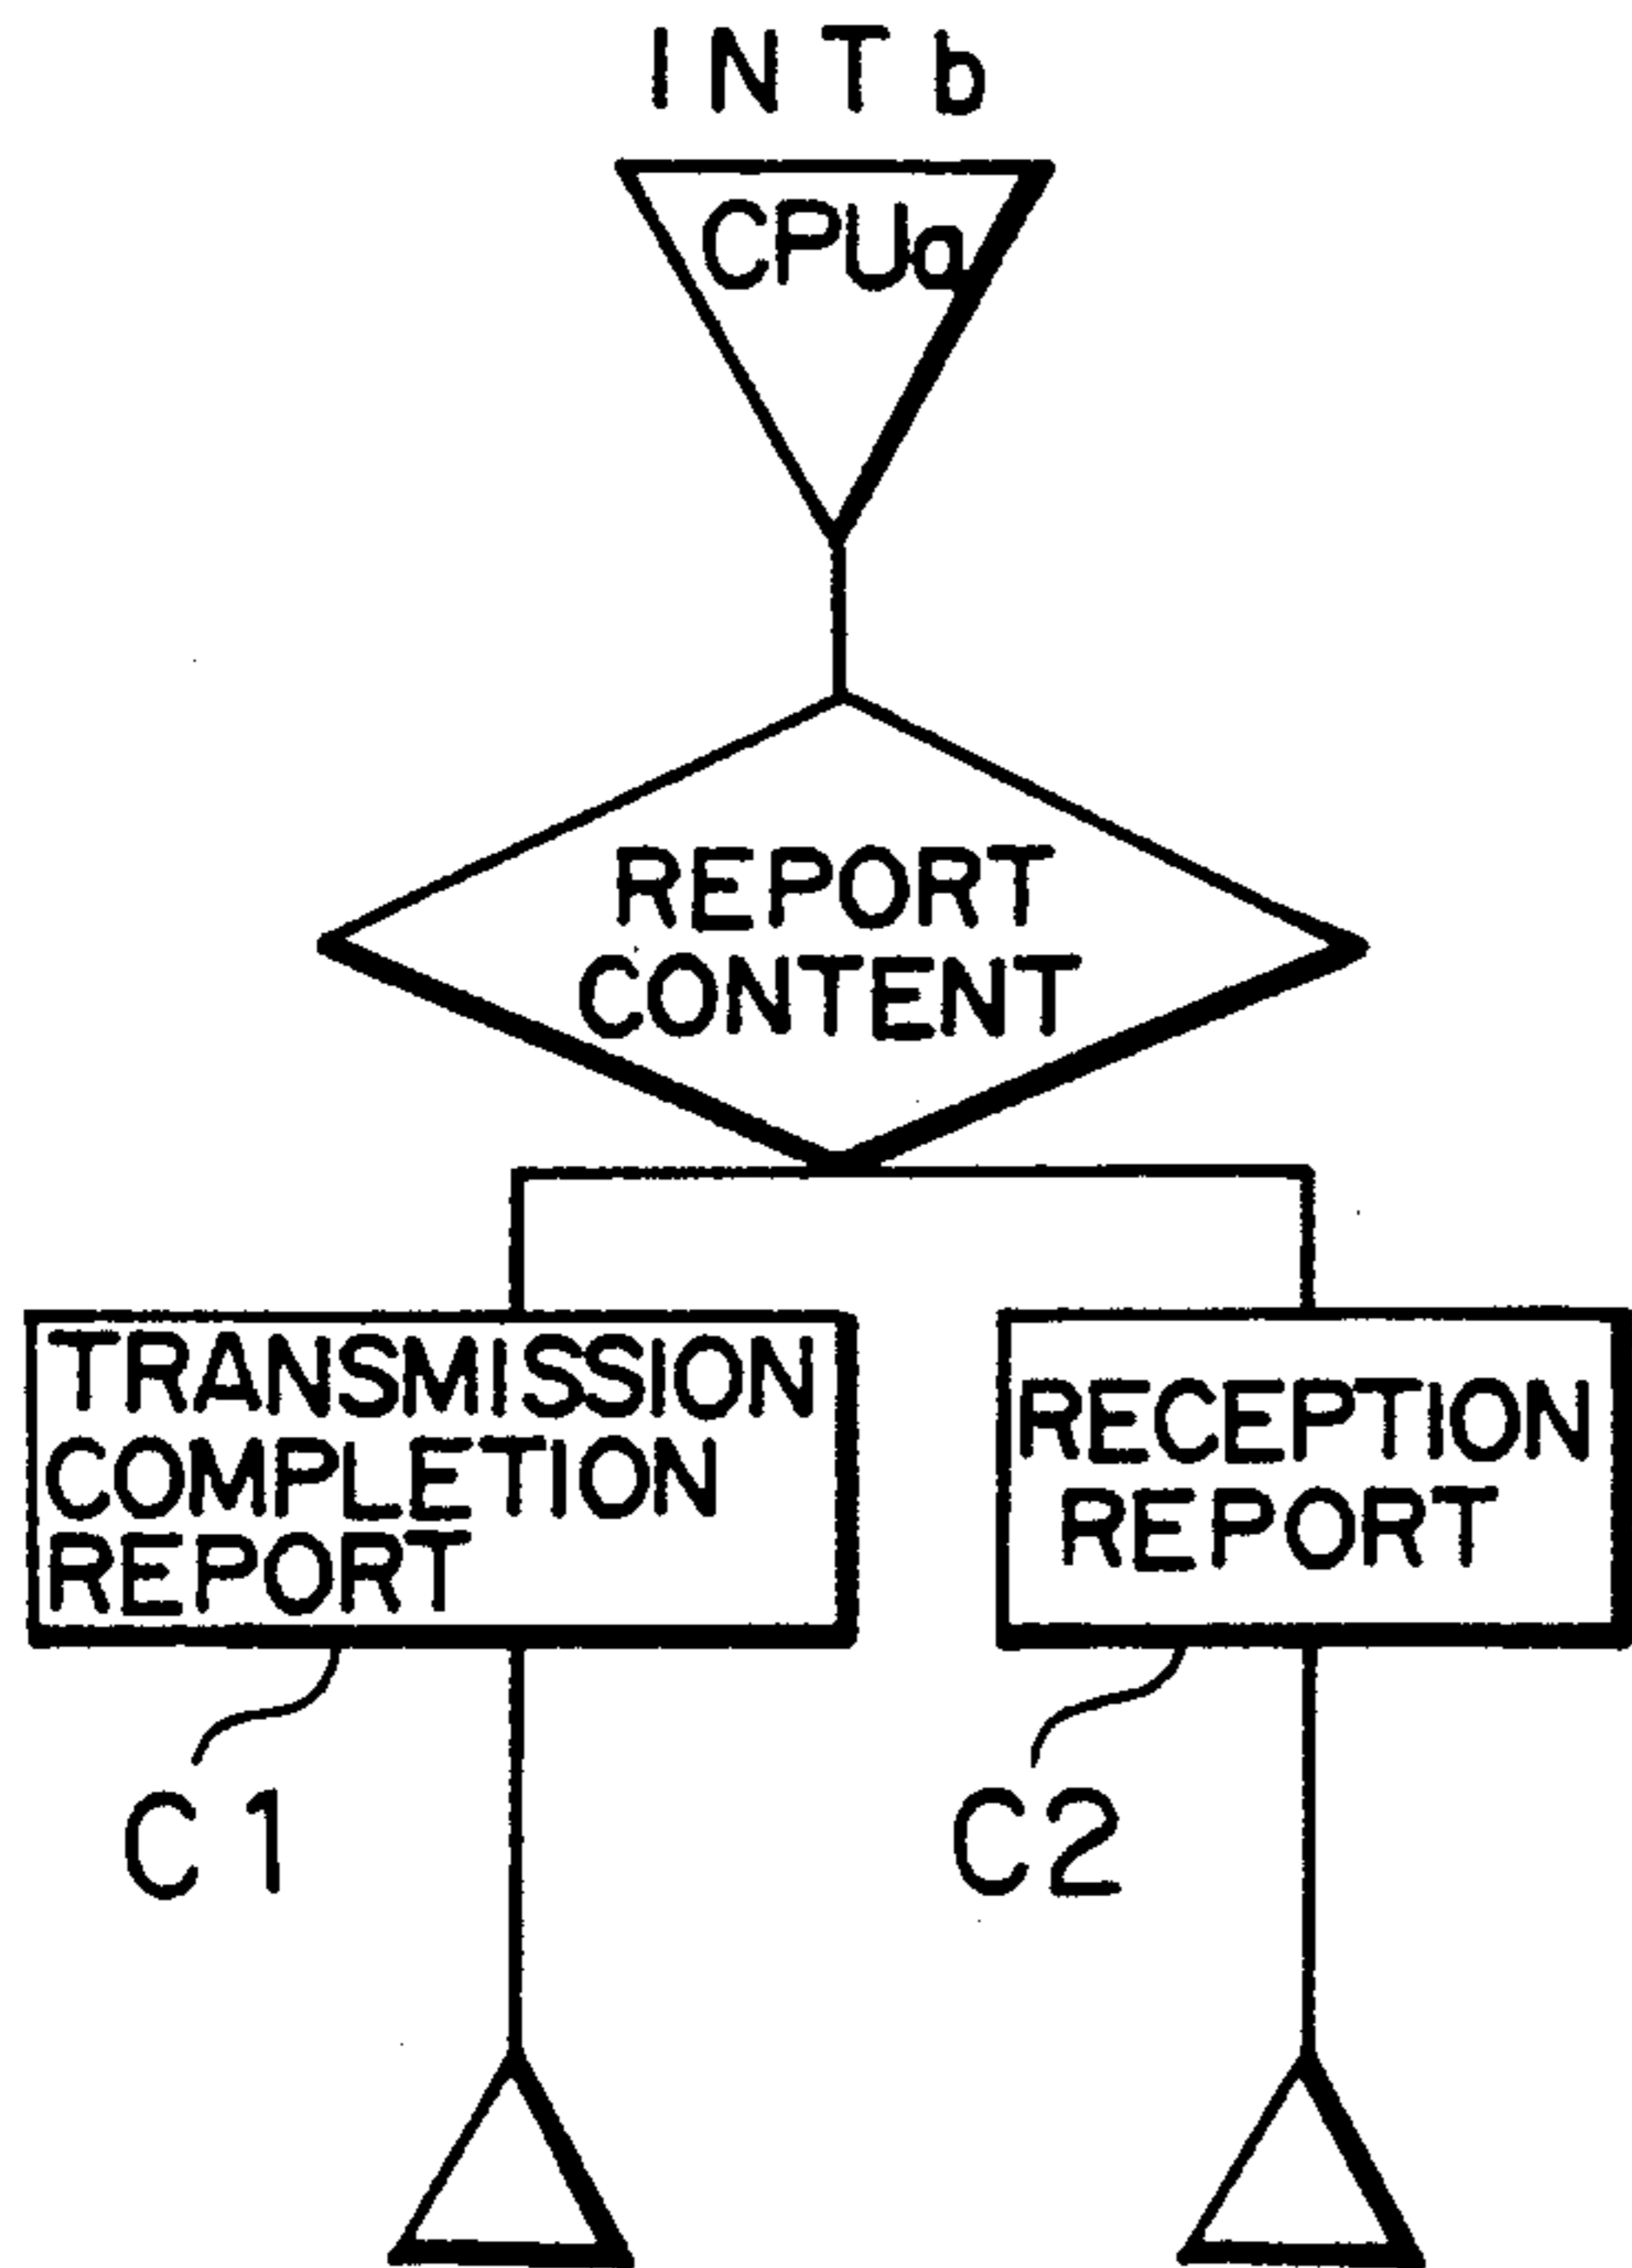 INTb
CPUa
REPORT
CONTENT
TRANSMISSION
COMPLETION
REPORT
RECEPTION
REPORT
C1
C2